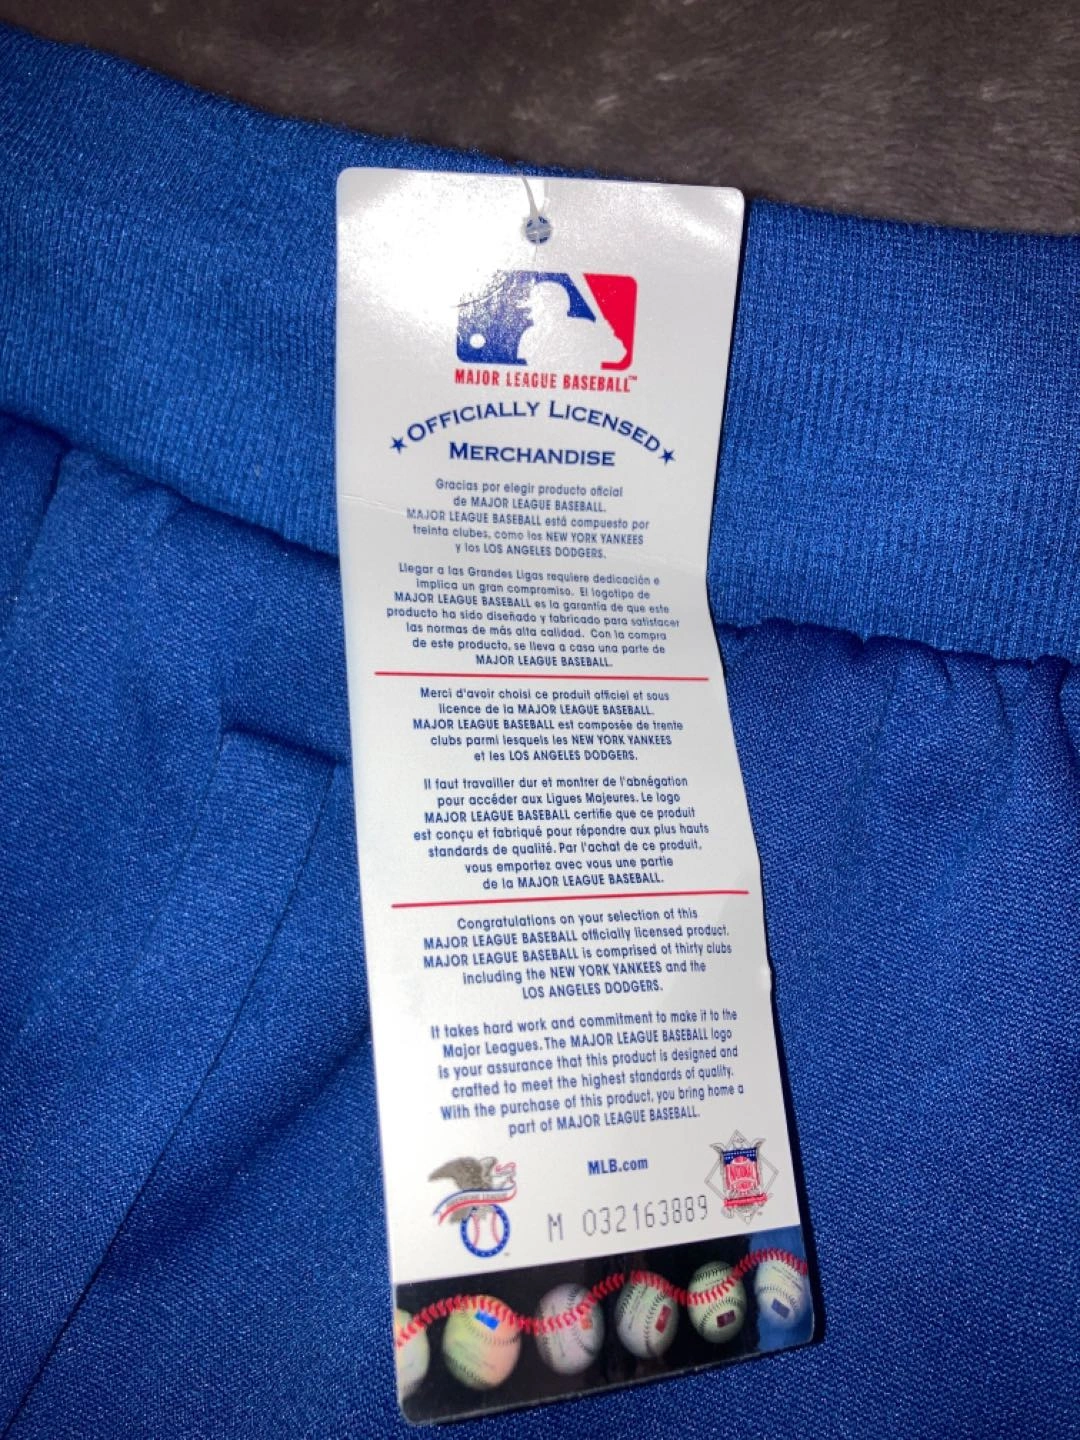 MAJOR LEAGUE BASEBALL™
★OFFICIALLY LICENSED★
MERCHANDISE
Gracias por elegir producto oficial
de MAJOR LEAGUE BASEBALL.
MAJOR LEAGUE BASEBALL está compuesto por
treinta clubes, como los NEW YORK YANKEES
y los LOS ANGELES DODGERS.
Llegar a las Grandes Ligas requiere dedicación e
implica un gran compromiso. El logotipo de
MAJOR LEAGUE BASEBALL es la garantía de que este
producto ha sido diseñado y fabricado para satisfacer
las normas de más alta calidad. Con la compra
de este producto, se lleva a casa una parte de
MAJOR LEAGUE BASEBALL.
Merci d'avoir choisi ce produit officiel et sous
licence de la MAJOR LEAGUE BASEBALL.
MAJOR LEAGUE BASEBALL est composée de trente
clubs parmi lesquels les NEW YORK YANKEES
et les LOS ANGELES DODGERS.
Il faut travailler dur et montrer de l'abnégation
pour accéder aux Ligues Majeures. Le logo
MAJOR LEAGUE BASEBALL certifie que ce produit
est conçu et fabriqué pour répondre aux plus hauts
standards de qualité. Par l'achat de ce produit,
vous emportez avec vous une partie
de la MAJOR LEAGUE BASEBALL.
Congratulations on your selection of this
MAJOR LEAGUE BASEBALL officially licensed product.
MAJOR LEAGUE BASEBALL is comprised of thirty clubs
including the NEW YORK YANKEES and the
LOS ANGELES DODGERS.
It takes hard work and commitment to make it to the
Major Leagues. The MAJOR LEAGUE BASEBALL logo
is your assurance that this product is designed and
crafted to meet the highest standards of quality.
With the purchase of this product, you bring home a
part of MAJOR LEAGUE BASEBALL.
MLB.com
AMERICAN LEAGUE
NATIONAL
LEAGUE
M 032163889